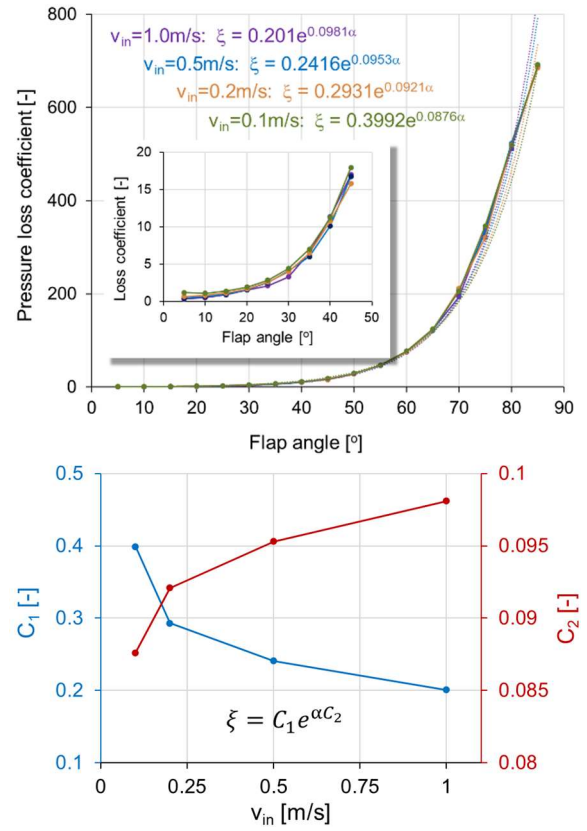 v_in=1.0m/s: ξ = 0.201e^0.0981α
v_in=0.5m/s: ξ = 0.2416e^0.0953α
v_in=0.2m/s: ξ = 0.2931e^0.0921α
v_in=0.1m/s: ξ = 0.3992e^0.0876α
Pressure loss coefficient [-]
800
600
400
200
0
Loss coefficient [-]
20
15
10
5
0
0 10 20 30 40 50
Flap angle [°]
0 10 20 30 40 50 60 70 80 90
Flap angle [°]
C_1 [-]
0.5
0.4
0.3
0.2
0.1
0.1
0.095
0.09
0.085
0.08
C_2 [-]
ξ = C_1e^αC_2
0 0.25 0.5 0.75 1
v_in [m/s]